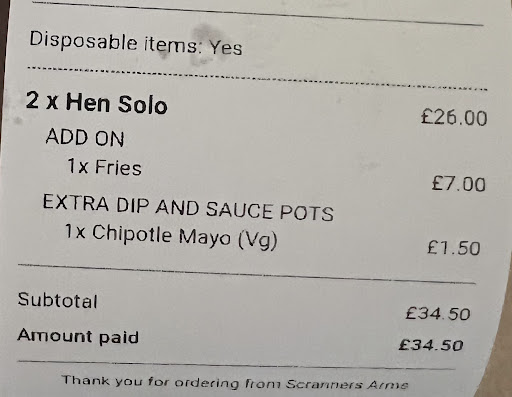 Disposable items: Yes
2 x Hen Solo £26.00
ADD ON
1x Fries £7.00
EXTRA DIP AND SAUCE POTS
1x Chipotle Mayo (Vg) £1.50
Subtotal £34.50
Amount paid £34.50
Thank you for ordering from Scranners Arms